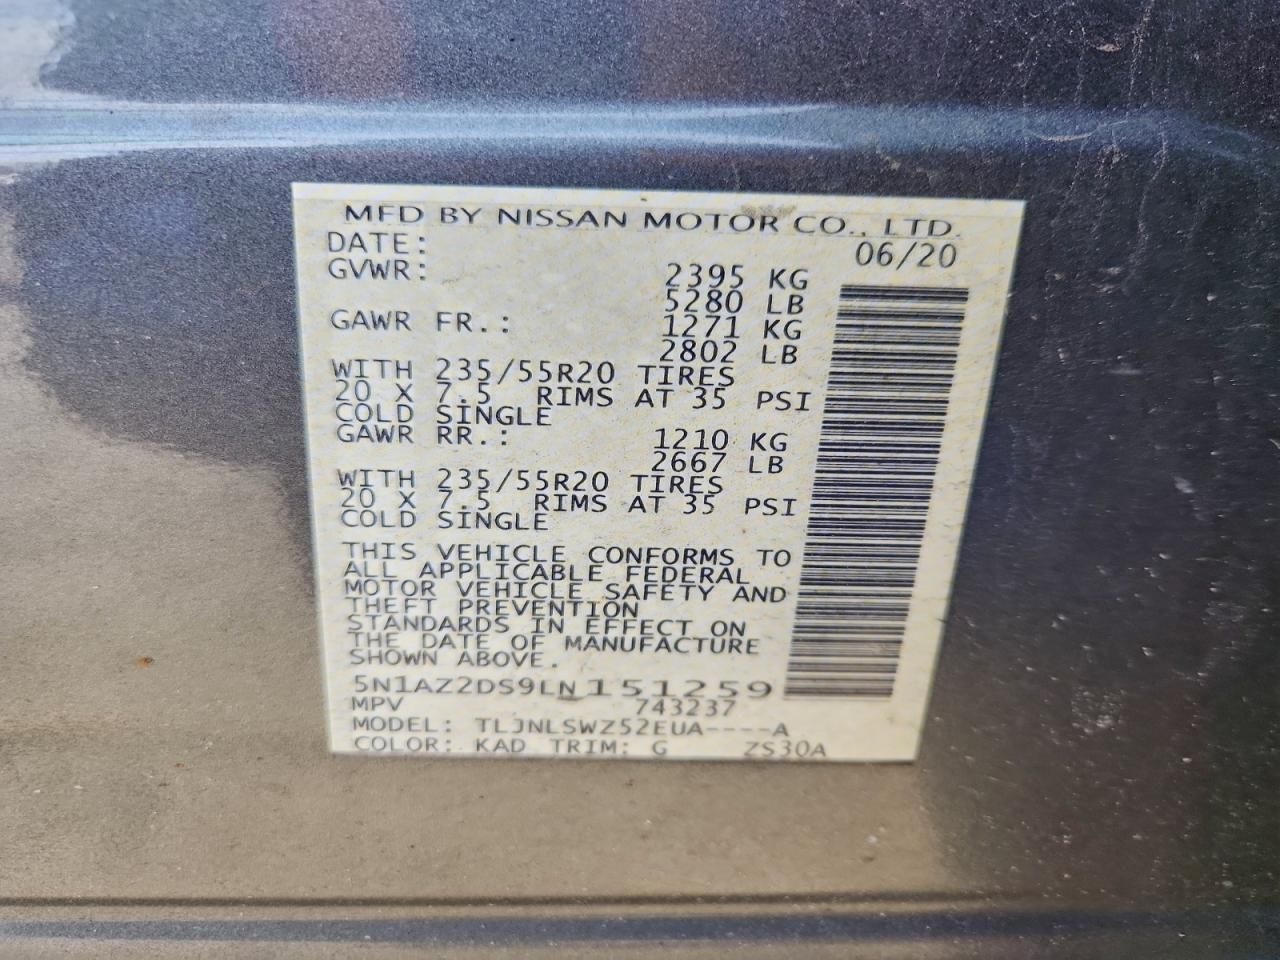 MFD BY NISSAN MOTOR CO., LTD.
DATE: 06/20
GVWR: 2395 KG
5280 LB
GAWR FR.: 1271 KG
2802 LB
WITH 235/55R20 TIRES
20 X 7.5 RIMS AT 35 PSI
COLD SINGLE
GAWR RR.: 1210 KG
2667 LB
WITH 235/55R20 TIRES
20 X 7.5 RIMS AT 35 PSI
COLD SINGLE
THIS VEHICLE CONFORMS TO
ALL APPLICABLE FEDERAL
MOTOR VEHICLE SAFETY AND
THEFT PREVENTION
STANDARDS IN EFFECT ON
THE DATE OF MANUFACTURE
SHOWN ABOVE.
5N1AZ2DS9LN151259
MPV 743237
MODEL: TLJNLSWZ52EUA----A
COLOR: KAD TRIM: G ZS30A